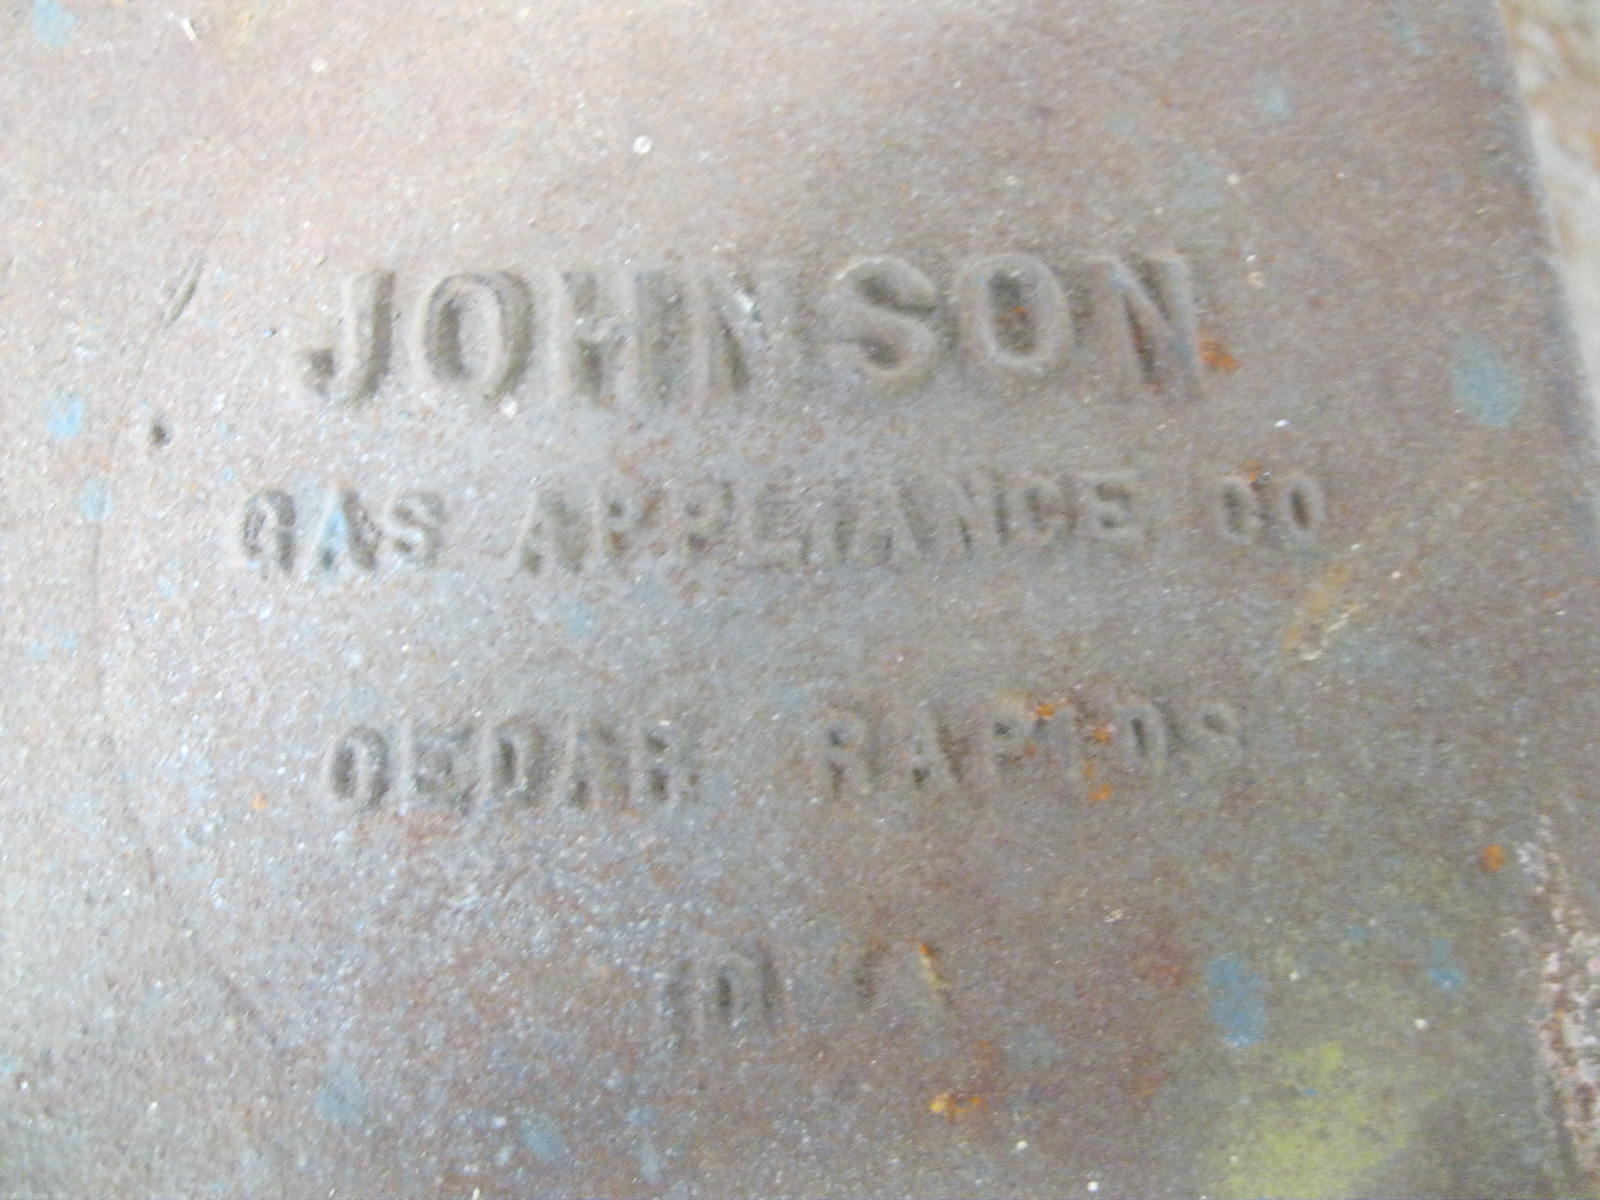 JOHNSON
GAS APPLIANCE CO
CEDAR RAPIDS